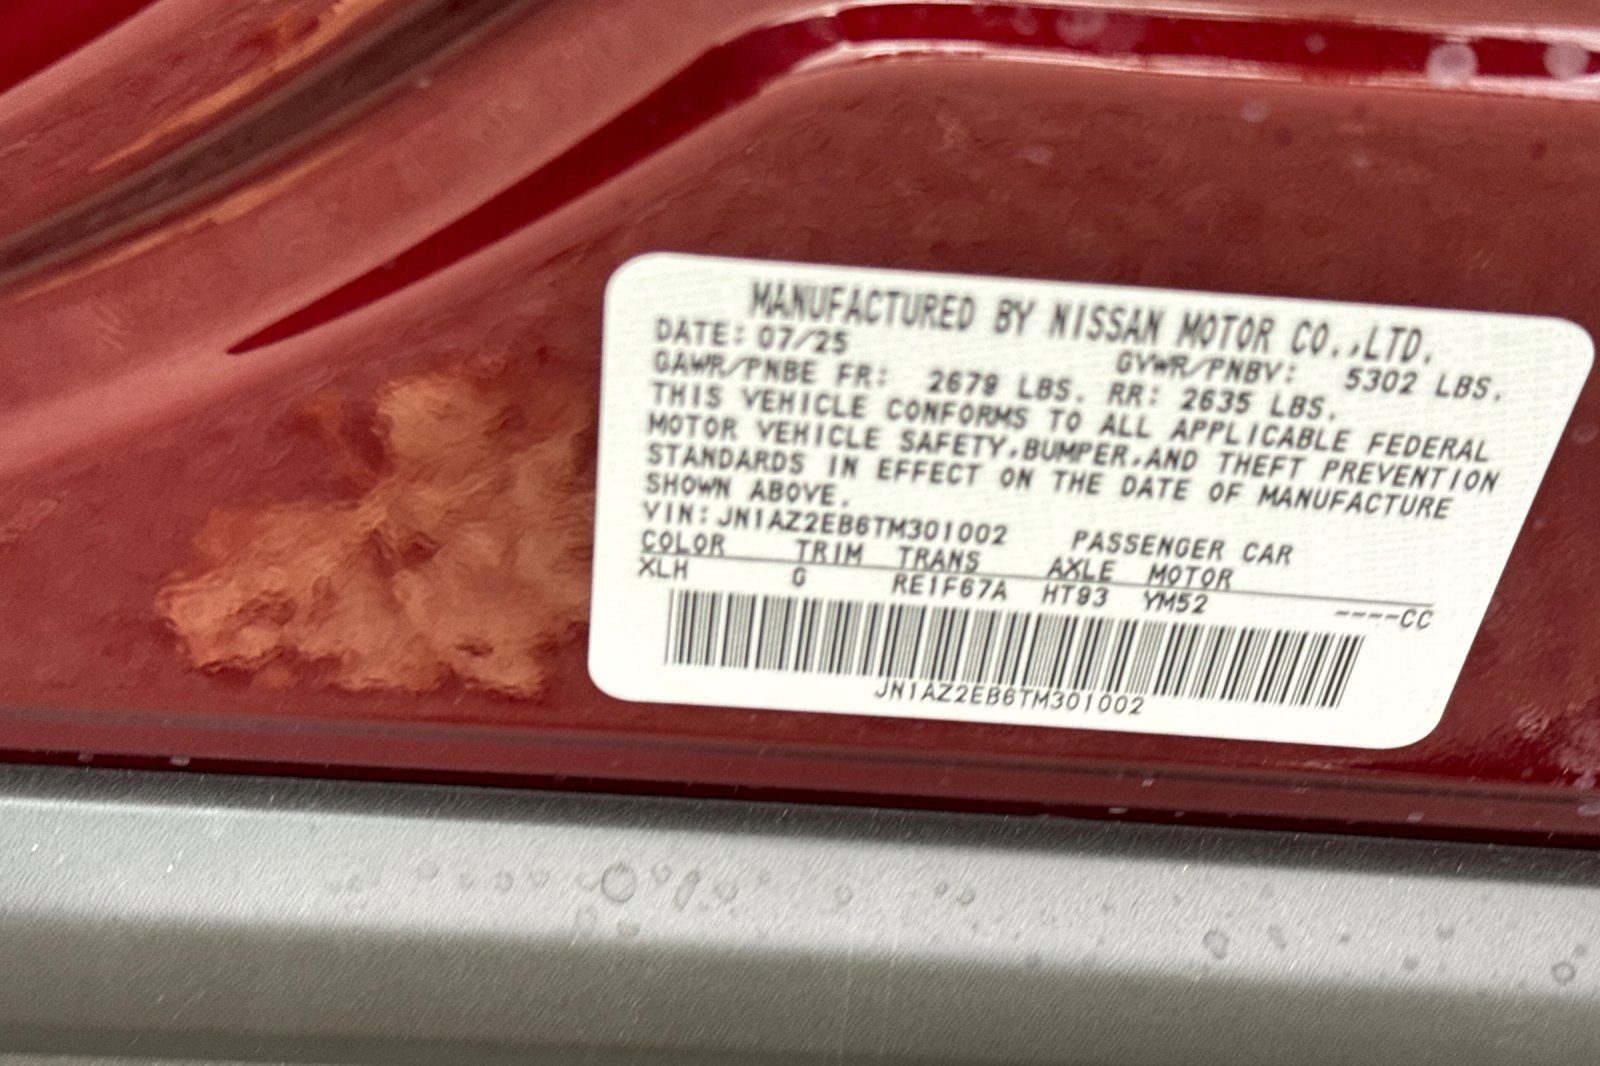 MANUFACTURED BY NISSAN MOTOR CO.,LTD.
DATE: 07/25 GVWR/PNBV: 5302 LBS.
GAWR/PNBE FR: 2679 LBS. RR: 2635 LBS.
THIS VEHICLE CONFORMS TO ALL APPLICABLE FEDERAL
MOTOR VEHICLE SAFETY,BUMPER,AND THEFT PREVENTION
STANDARDS IN EFFECT ON THE DATE OF MANUFACTURE
SHOWN ABOVE.
VIN: JN1AZ2EB6TM301002 PASSENGER CAR
COLOR TRIM TRANS AXLE MOTOR
XLH G RE1F67A HT93 YM52 ----CC
JN1AZ2EB6TM301002